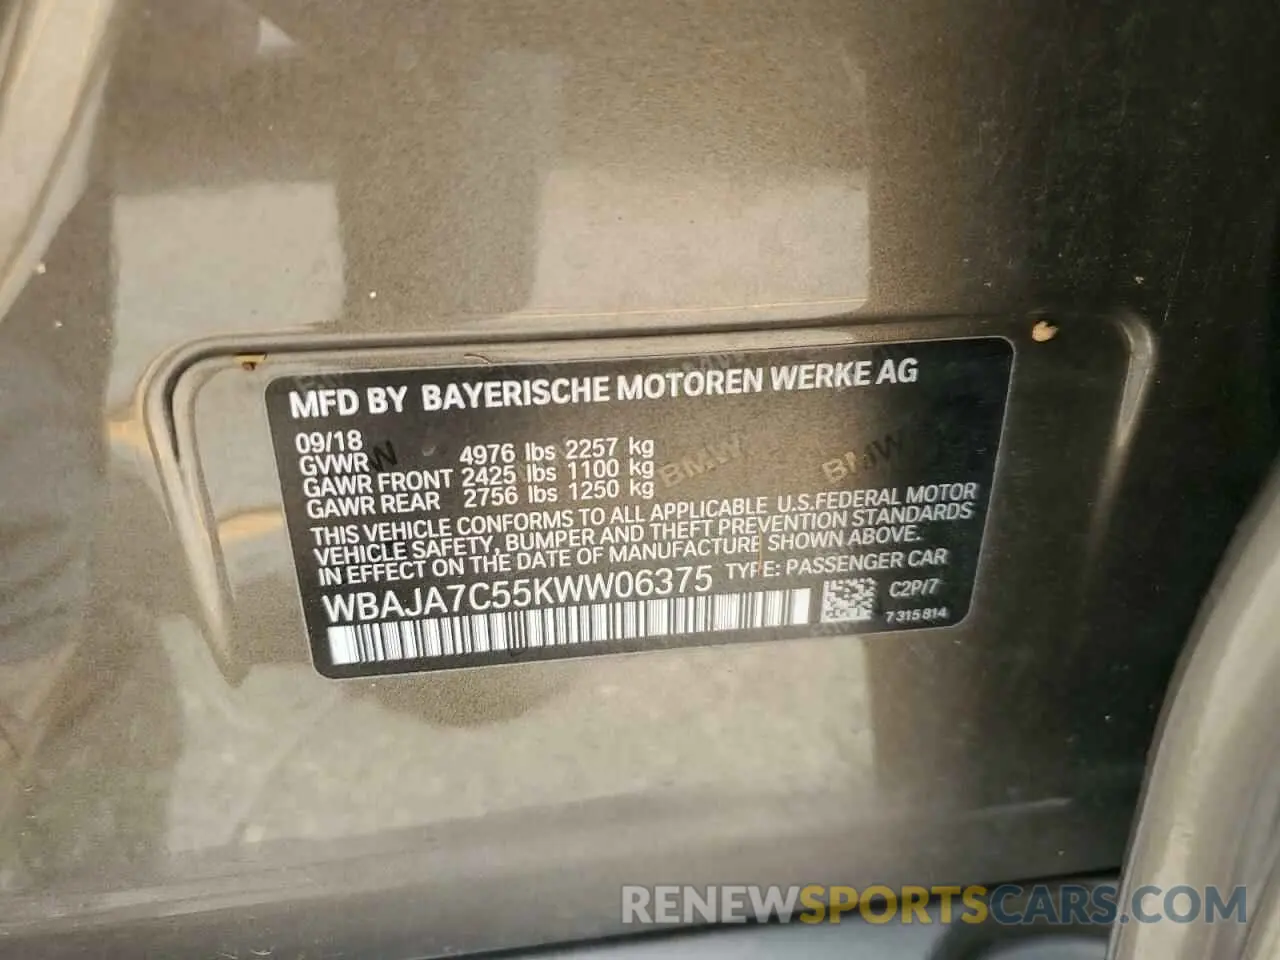 MFD BY BAYERISCHE MOTOREN WERKE AG
09/18
GVWR 4976 lbs 2257 kg
GAWR FRONT 2425 lbs 1100 kg
GAWR REAR 2756 lbs 1250 kg
THIS VEHICLE CONFORMS TO ALL APPLICABLE U.S.FEDERAL MOTOR
VEHICLE SAFETY, BUMPER AND THEFT PREVENTION STANDARDS
IN EFFECT ON THE DATE OF MANUFACTURE SHOWN ABOVE.
WBAJA7C55KWW06375 TYPE: PASSENGER CAR
C2P/7
7 315 814
BMW BMW
RENEWSPORTSCARS.COM